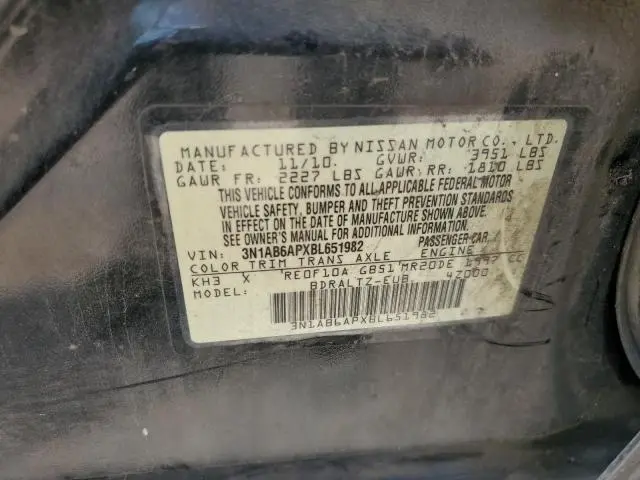 MANUFACTURED BY NISSAN MOTOR CO., LTD.
DATE: 11/10 GVWR: 3951 LBS
GAWR FR: 2227 LBS GAWR RR: 1810 LBS
THIS VEHICLE CONFORMS TO ALL APPLICABLE FEDERAL MOTOR
VEHICLE SAFETY, BUMPER AND THEFT PREVENTION STANDARDS
IN EFFECT ON THE DATE OF MANUFACTURE SHOWN ABOVE.
SEE OWNER'S MANUAL FOR ADDITIONAL INFORMATION.
VIN: 3N1AB6APXBL651982 PASSENGER CAR
COLOR TRIM TRANS AXLE ENGINE
KH3 X RE0F10A GB51 MR20DE 1997 CC
BDRALTZ-EUB 4Z000
3N1AB6APXBL651982